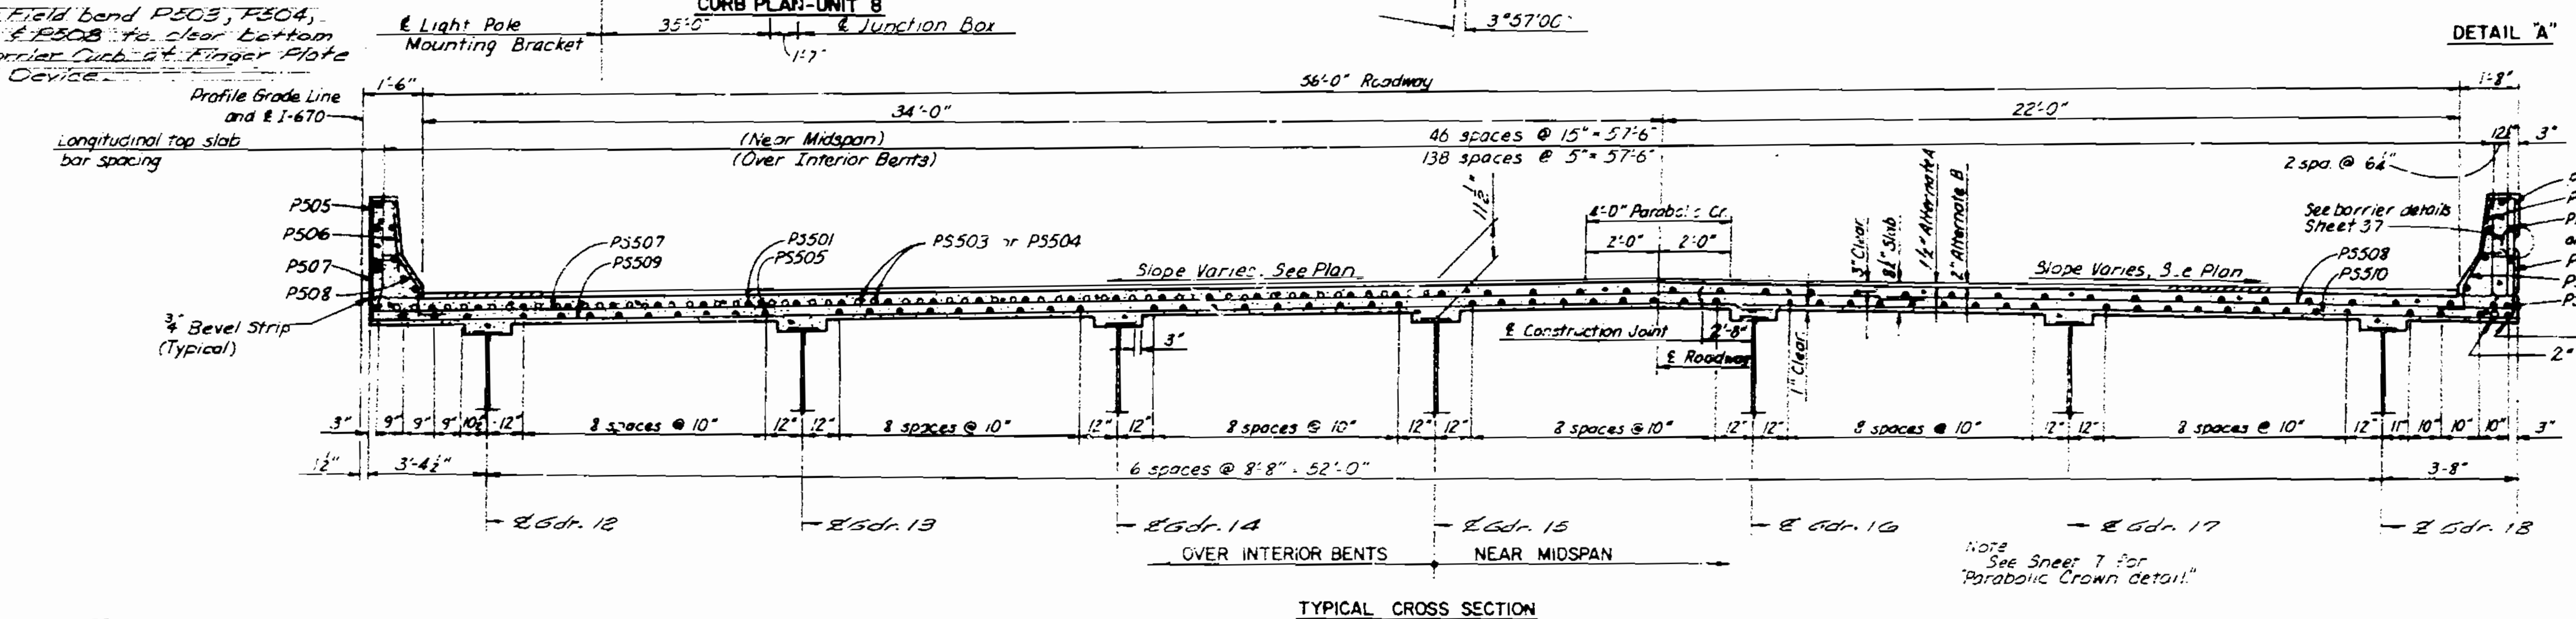 Field bend P503, P504,
& P508 to clear bottom
Barrier Curb at Finger Plate
Device
CURB PLAN-UNIT 8
℄ Light Pole
Mounting Bracket
35'-0"
℄ Junction Box
1'-7"
3°57'00"
DETAIL "A"
1'-6"
56'-0" Roadway
1'-8"
Profile Grade Line
and ℄ I-670
34'-0"
22'-0"
Longitudinal top slab
bar spacing
(Near Midspan)
46 spaces @ 15" = 57'-6"
(Over Interior Bents)
138 spaces @ 5" = 57'-6"
12"
3"
2 spa. @ 6¼"
11½"
P505
P506
P507
P508
¾" Bevel Strip
(Typical)
PS507
PS509
PS501
PS505
PS503 or PS504
Slope Varies. See Plan
4'-0" Parabolic Cr.
2'-0"
2'-0"
3" Clear
8½" Slab
1½" Alternate A
2" Alternate B
Slope Varies, See Plan
See barrier details
Sheet 37
PS508
PS510
3"
℄ Construction Joint
2'-8"
℄ Roadway
1" Clear
2"
3" 9" 9" 9" 10½" 12" 8 spaces @ 10" 12" 12" 8 spaces @ 10" 12" 12" 8 spaces @ 10" 12" 12" 8 spaces @ 10" 12" 12" 8 spaces @ 10" 12" 12" 8 spaces @ 10" 12" 11" 10" 10" 10" 3"
1½"
3'-4½"
6 spaces @ 8'-8" = 52'-0"
3'-8"
℄ Gdr. 12
℄ Gdr. 13
℄ Gdr. 14
℄ Gdr. 15
℄ Gdr. 16
℄ Gdr. 17
℄ Gdr. 18
OVER INTERIOR BENTS
NEAR MIDSPAN
Note
See Sheet 7 for
"Parabolic Crown detail."
TYPICAL CROSS SECTION